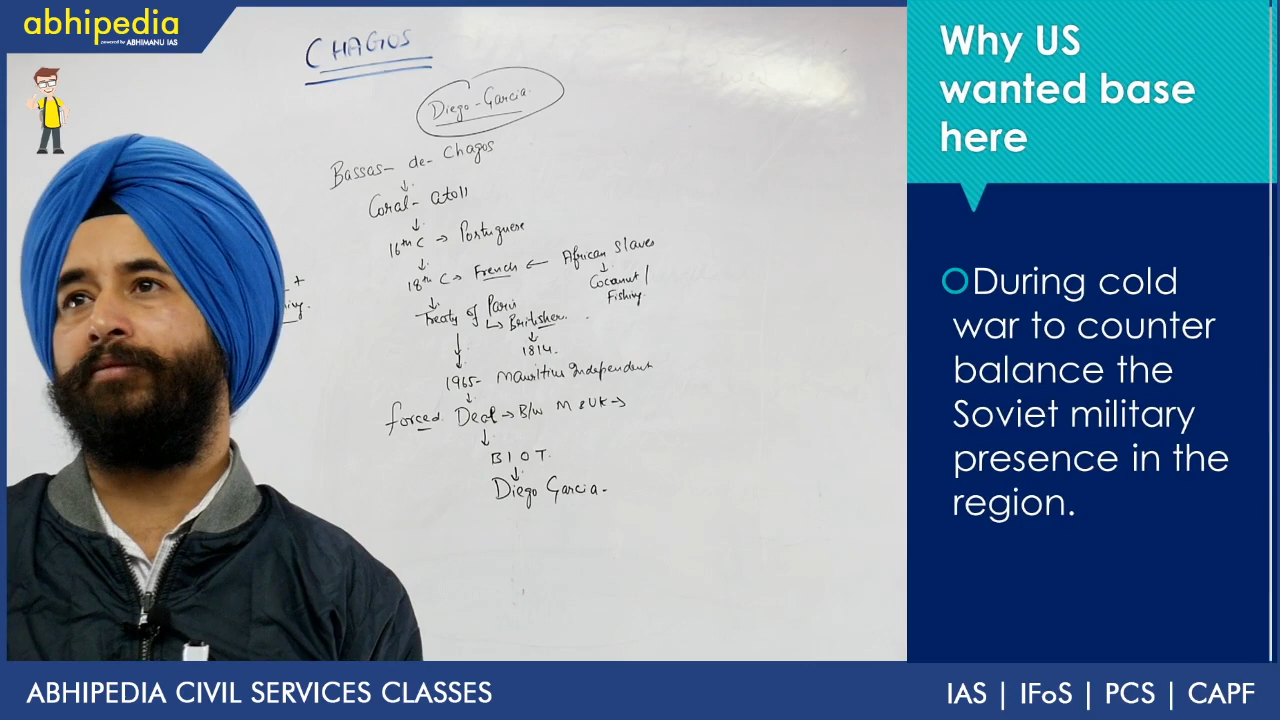 abhipedia
powered by ABHIMANU IAS
CHAGOS
Diego-Garcia.
Bassas- de- Chagos
↓
Coral- atoll
↓
16th C → Portuguese
↓
18th C → French ← African Slaves
↓ ↓
Coconut /
Fishing.
Treaty of Paris
↳ Britisher.
↓ ↓
1814.
1965- Mauritius Independent
↓
forced. Deal → B/w M & UK →
↓
B I O T.
↓
Diego Garcia-
+
Why US
wanted base
here
During cold
war to counter
balance the
Soviet military
presence in the
region.
ABHIPEDIA CIVIL SERVICES CLASSES
IAS | IFoS | PCS | CAPF